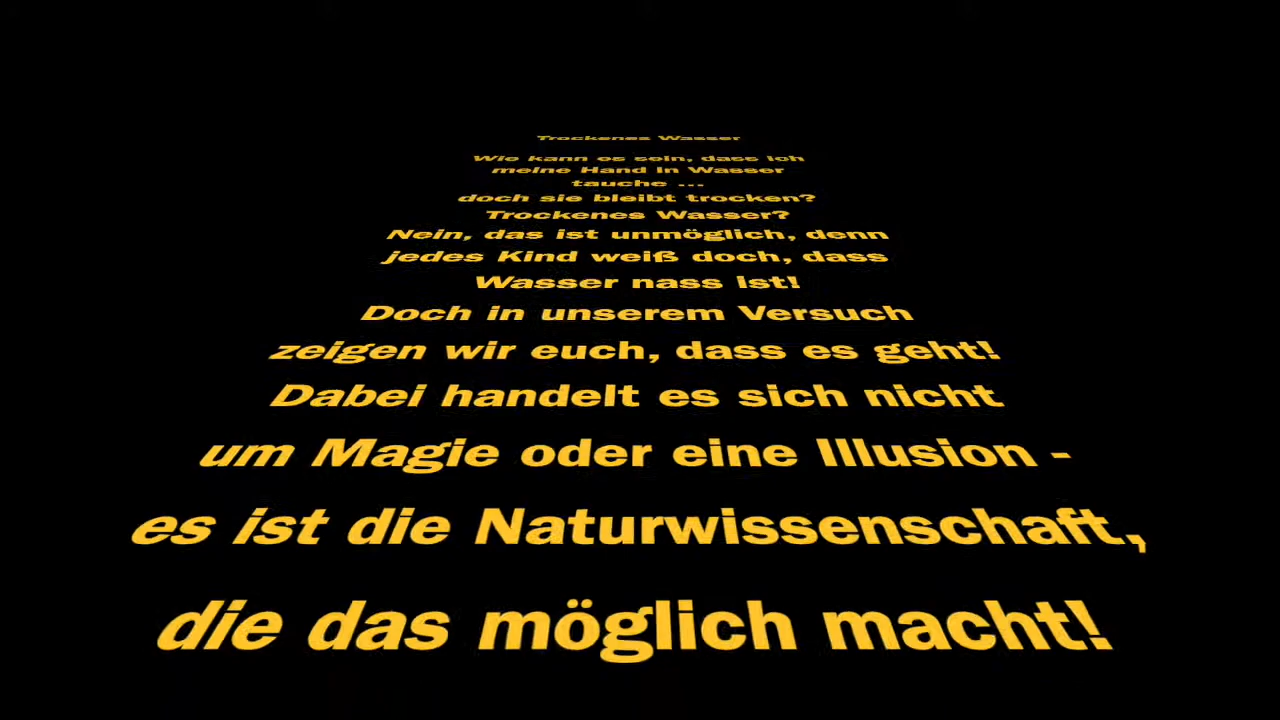 Trockenes Wasser
Wie kann es sein, dass ich
meine Hand in Wasser
tauche ...
doch sie bleibt trocken?
Trockenes Wasser?
Nein, das ist unmöglich, denn
jedes Kind weiß doch, dass
Wasser nass ist!
Doch in unserem Versuch
zeigen wir euch, dass es geht!
Dabei handelt es sich nicht
um Magie oder eine Illusion -
es ist die Naturwissenschaft,
die das möglich macht!